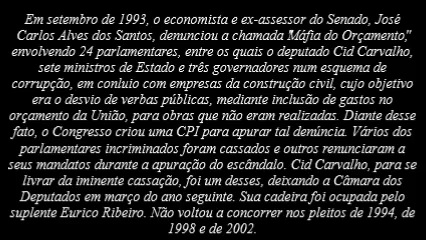 Em setembro de 1993, o economista e ex-assessor do Senado, José
Carlos Alves dos Santos, denunciou a chamada Máfia do Orçamento,"
envolvendo 24 parlamentares, entre os quais o deputado Cid Carvalho,
sete ministros de Estado e três governadores num esquema de
corrupção, em conluio com empresas da construção civil, cujo objetivo
era o desvio de verbas públicas, mediante inclusão de gastos no
orçamento da União, para obras que não eram realizadas. Diante desse
fato, o Congresso criou uma CPI para apurar tal denúncia. Vários dos
parlamentares incriminados foram cassados e outros renunciaram a
seus mandatos durante a apuração do escândalo. Cid Carvalho, para se
livrar da iminente cassação, foi um desses, deixando a Câmara dos
Deputados em março do ano seguinte. Sua cadeira foi ocupada pelo
suplente Eurico Ribeiro. Não voltou a concorrer nos pleitos de 1994, de
1998 e de 2002.